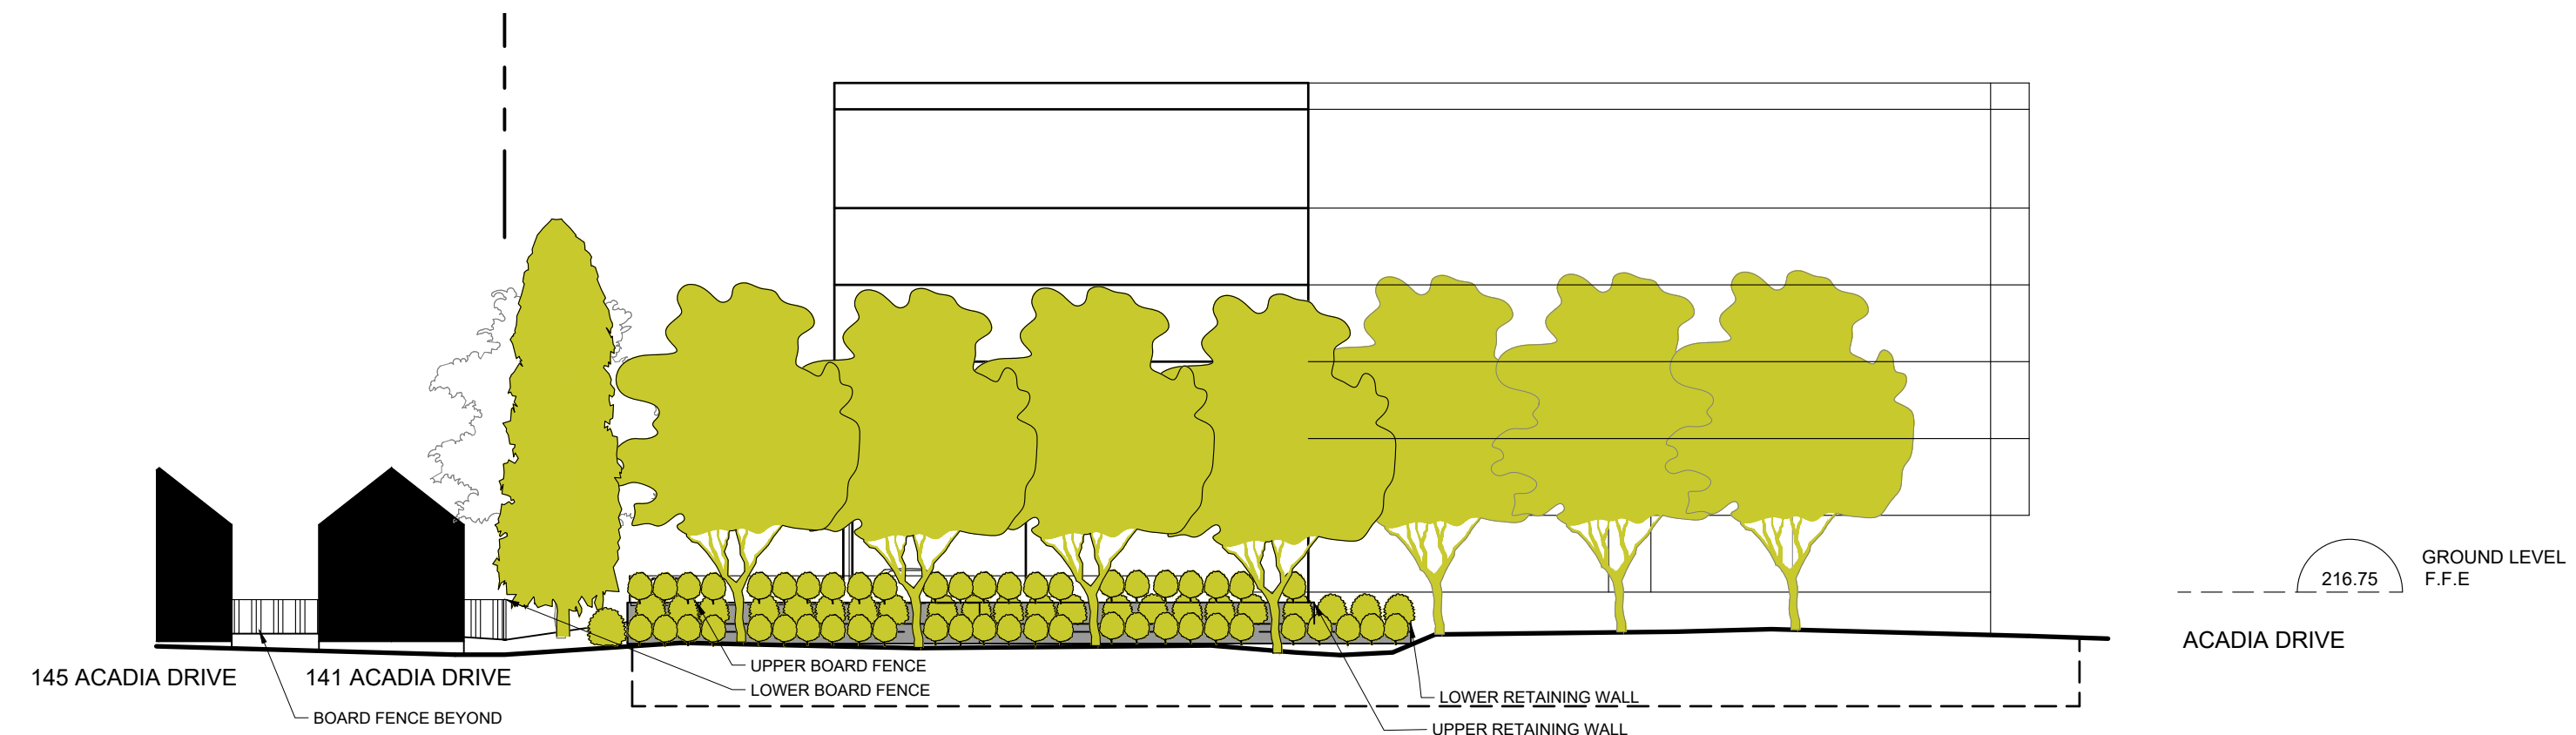 216.75
GROUND LEVEL
F.F.E
ACADIA DRIVE
145 ACADIA DRIVE
141 ACADIA DRIVE
UPPER BOARD FENCE
LOWER BOARD FENCE
BOARD FENCE BEYOND
LOWER RETAINING WALL
UPPER RETAINING WALL